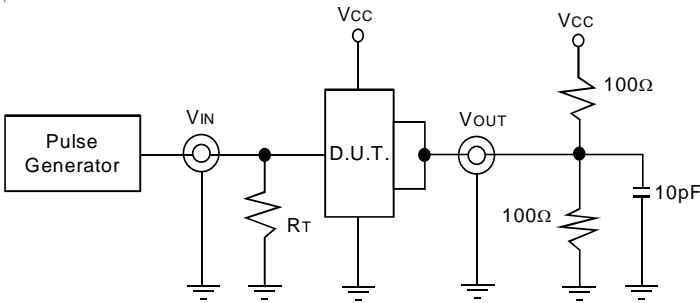 VCC
VCC
100Ω
VIN
VOUT
Pulse
Generator
D.U.T.
10pF
100Ω
RT